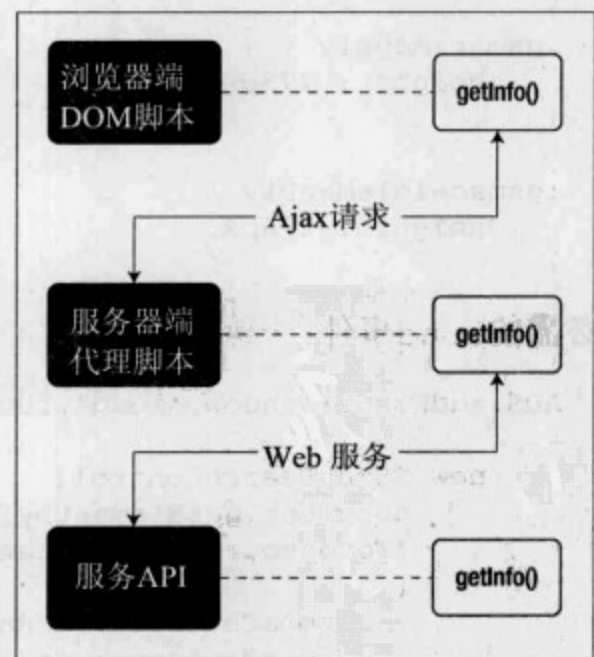 浏览器端
DOM脚本
getInfo()
Ajax请求
服务器端
代理脚本
getInfo()
Web 服务
服务API
getInfo()